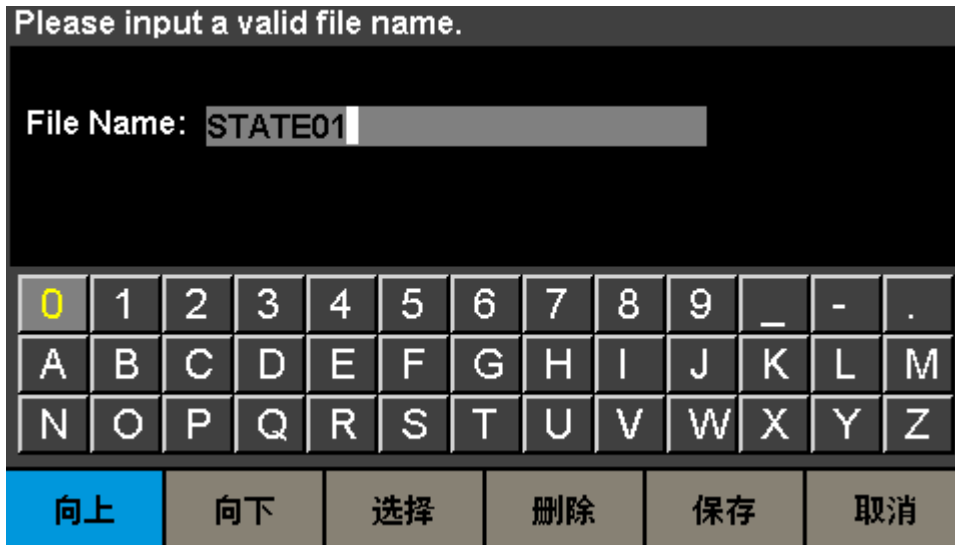 Please input a valid file name.
File Name: STATE01
0 1 2 3 4 5 6 7 8 9 _ - .
A B C D E F G H I J K L M
N O P Q R S T U V W X Y Z
向上 向下 选择 删除 保存 取消